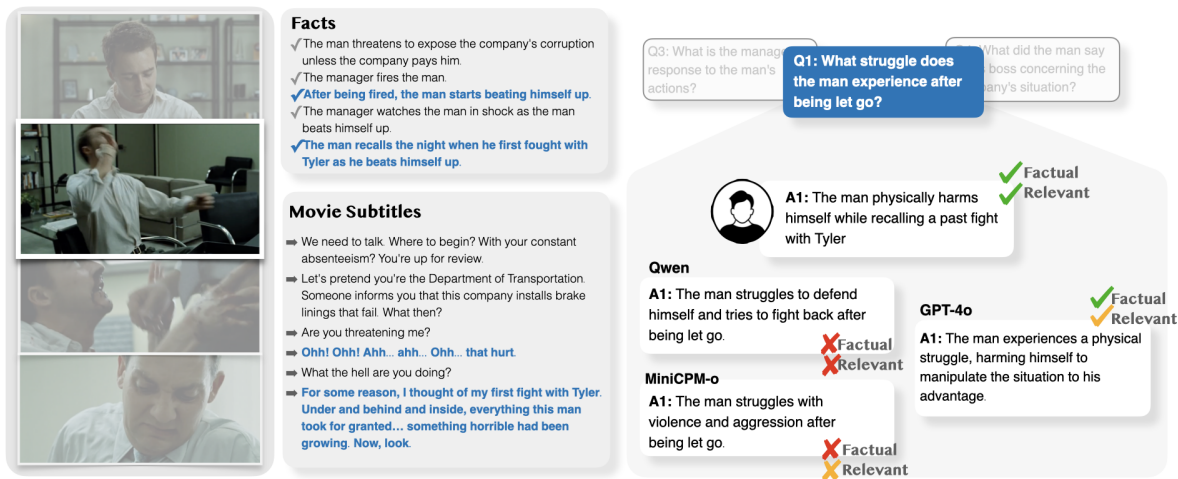 Facts
✓The man threatens to expose the company's corruption
unless the company pays him.
✓The manager fires the man.
✓After being fired, the man starts beating himself up.
✓The manager watches the man in shock as the man
beats himself up.
✓The man recalls the night when he first fought with
Tyler as he beats himself up.
Movie Subtitles
➡ We need to talk. Where to begin? With your constant
absenteeism? You're up for review.
➡ Let's pretend you're the Department of Transportation.
Someone informs you that this company installs brake
linings that fail. What then?
➡ Are you threatening me?
➡ Ohh! Ohh! Ahh... ahh... Ohh... that hurt.
➡ What the hell are you doing?
➡ For some reason, I thought of my first fight with Tyler.
Under and behind and inside, everything this man
took for granted... something horrible had been
growing. Now, look.
Q3: What is the manag
response to the man's
actions?
Q1: What struggle does
the man experience after
being let go?
What did the man say
boss concerning the
pany's situation?
✓Factual
✓Relevant
A1: The man physically harms
himself while recalling a past fight
with Tyler
Qwen
A1: The man struggles to defend
himself and tries to fight back after
being let go.
✘Factual
✘Relevant
MiniCPM-o
A1: The man struggles with
violence and aggression after
being let go.
✘Factual
✘Relevant
GPT-4o
✓Factual
✓Relevant
A1: The man experiences a physical
struggle, harming himself to
manipulate the situation to his
advantage.